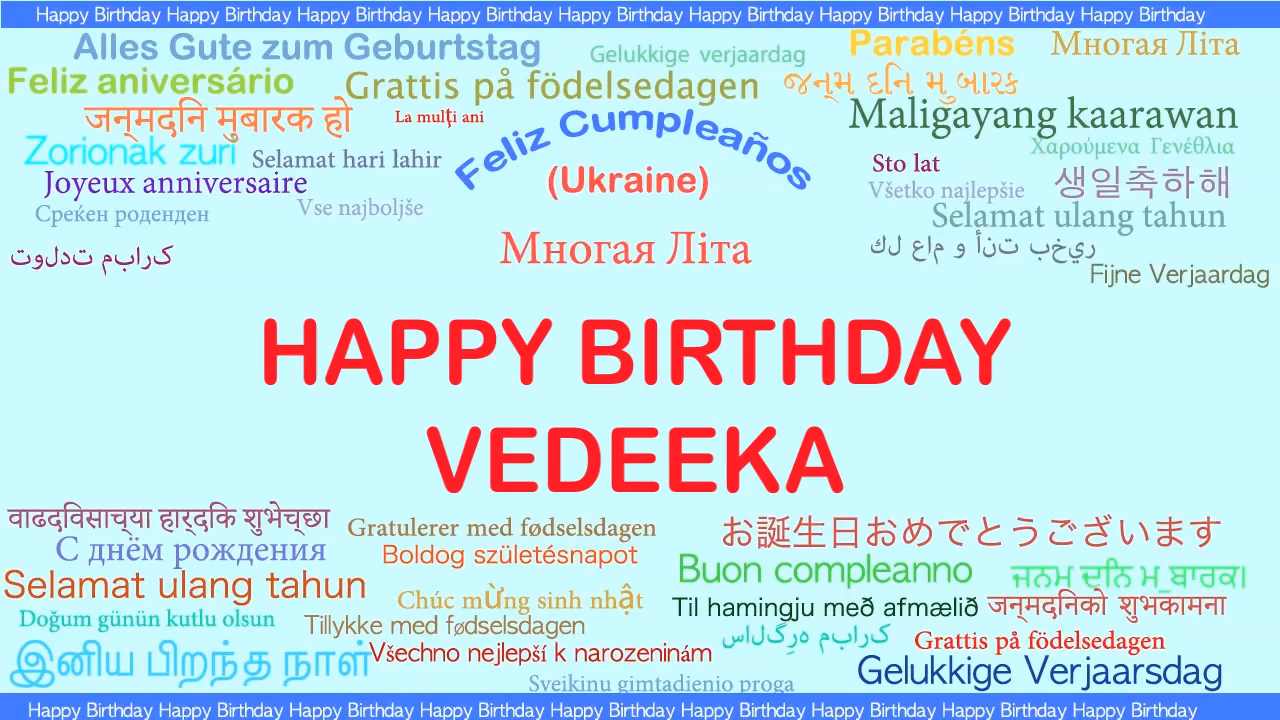 Happy Birthday Happy Birthday Happy Birthday Happy Birthday Happy Birthday Happy Birthday Happy Birthday Happy Birthday Happy Birthday
Alles Gute zum Geburtstag
Gelukkige verjaardag
Parabéns
Многая Літа
Feliz aniversário
Grattis på födelsedagen
જન્મ દનિ મુબારક
जन्मदनि मुबारक हो
La mulţi ani
Feliz Cumpleaños
Maligayang kaarawan
Zorionak zuri
Selamat hari lahir
Χαρούμενα Γενέθλια
Sto lat
Joyeux anniversaire
(Ukraine)
Všetko najlepšie
생일축하해
Среќен роденден
Vse najboljše
Selamat ulang tahun
Многая Літа
تولدت مبارک
كل عام و أنت بخير
Fijne Verjaardag
HAPPY BIRTHDAY
VEDEEKA
वाढदविसाच्या हार्दकि शुभेच्छा
Gratulerer med fødselsdagen
お誕生日おめでとうございます
С днём рождения
Boldog születésnapot
Buon compleanno
ਜਨਮ ਦਨਿ ਮੁਬਾਰਕ।
Selamat ulang tahun
Chúc mừng sinh nhật
Til hamingju með afmælið
जन्मदनिको शुभकामना
Doğum günün kutlu olsun
Tillykke med fødselsdagen
سالگرہ مبارک
Grattis på födelsedagen
இனிய பிறந்த நாள்
Všechno nejlepší k narozeninám
Gelukkige Verjaarsdag
Sveikinu gimtadienio proga
Happy Birthday Happy Birthday Happy Birthday Happy Birthday Happy Birthday Happy Birthday Happy Birthday Happy Birthday Happy Birthday